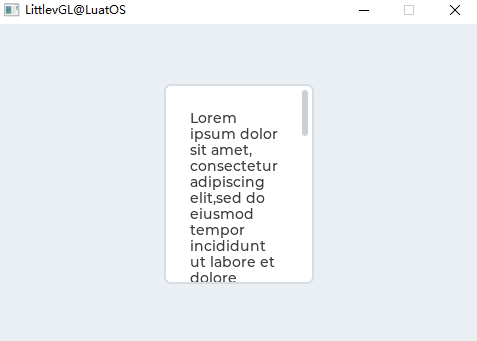 LittlevGL@LuatOS
Lorem
ipsum dolor
sit amet,
consectetur
adipiscing
elit,sed do
eiusmod
tempor
incididunt
ut labore et
dolore